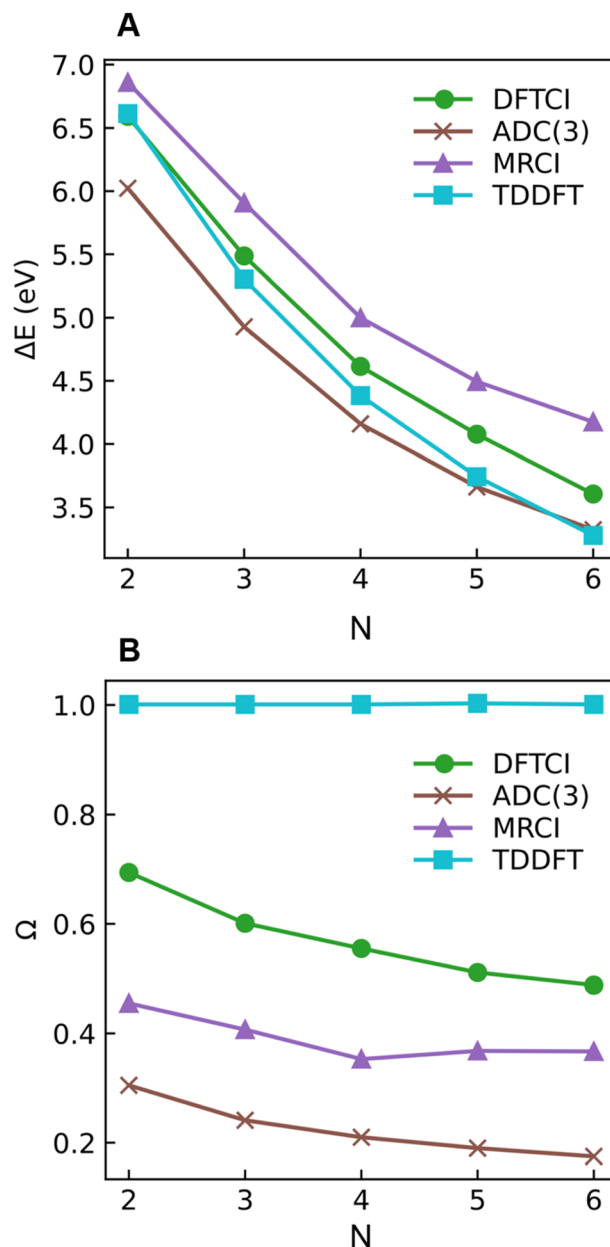 A
7.0
6.5
6.0
5.5
5.0
4.5
4.0
3.5
ΔE (eV)
DFTCI
ADC(3)
MRCI
TDDFT
2 3 4 5 6
N
B
1.0
0.8
0.6
0.4
0.2
Ω
DFTCI
ADC(3)
MRCI
TDDFT
2 3 4 5 6
N